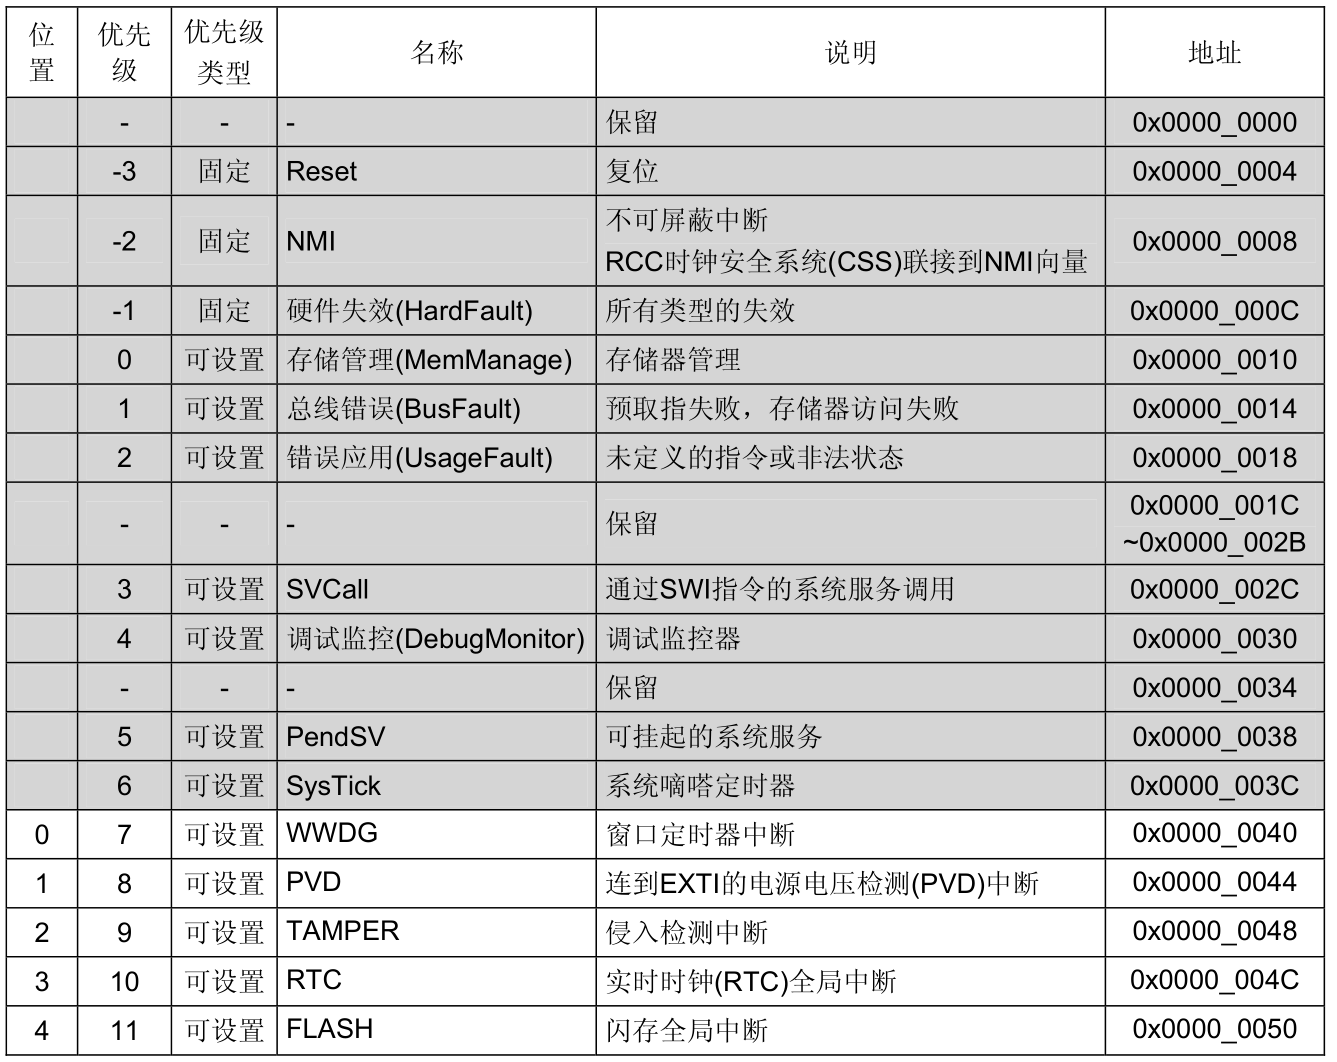 位置 优先级 优先级类型 名称 说明 地址
- - - 保留 0x0000_0000
-3 固定 Reset 复位 0x0000_0004
-2 固定 NMI 不可屏蔽中断
RCC时钟安全系统(CSS)联接到NMI向量 0x0000_0008
-1 固定 硬件失效(HardFault) 所有类型的失效 0x0000_000C
0 可设置 存储管理(MemManage) 存储器管理 0x0000_0010
1 可设置 总线错误(BusFault) 预取指失败，存储器访问失败 0x0000_0014
2 可设置 错误应用(UsageFault) 未定义的指令或非法状态 0x0000_0018
- - - 保留 0x0000_001C
~0x0000_002B
3 可设置 SVCall 通过SWI指令的系统服务调用 0x0000_002C
4 可设置 调试监控(DebugMonitor) 调试监控器 0x0000_0030
- - - 保留 0x0000_0034
5 可设置 PendSV 可挂起的系统服务 0x0000_0038
6 可设置 SysTick 系统嘀嗒定时器 0x0000_003C
0 7 可设置 WWDG 窗口定时器中断 0x0000_0040
1 8 可设置 PVD 连到EXTI的电源电压检测(PVD)中断 0x0000_0044
2 9 可设置 TAMPER 侵入检测中断 0x0000_0048
3 10 可设置 RTC 实时时钟(RTC)全局中断 0x0000_004C
4 11 可设置 FLASH 闪存全局中断 0x0000_0050